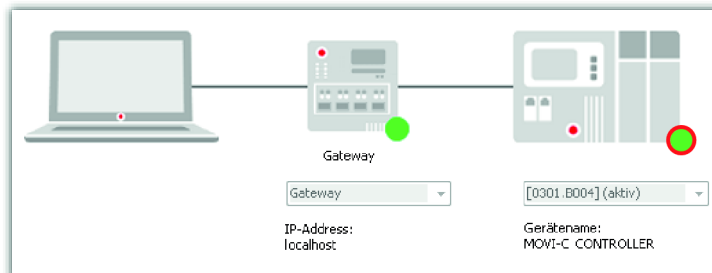 Gateway
Gateway
[0301.B004] (aktiv)
IP-Address:
localhost
Gerätename:
MOVI-C CONTROLLER